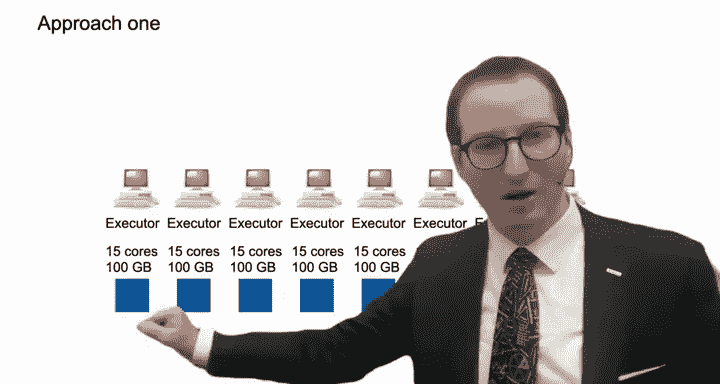 Approach one
Executor Executor Executor Executor Executor Executor E
15 cores 15 cores 15 cores 15 cores 15 cores
100 GB 100 GB 100 GB 100 GB 100 GB